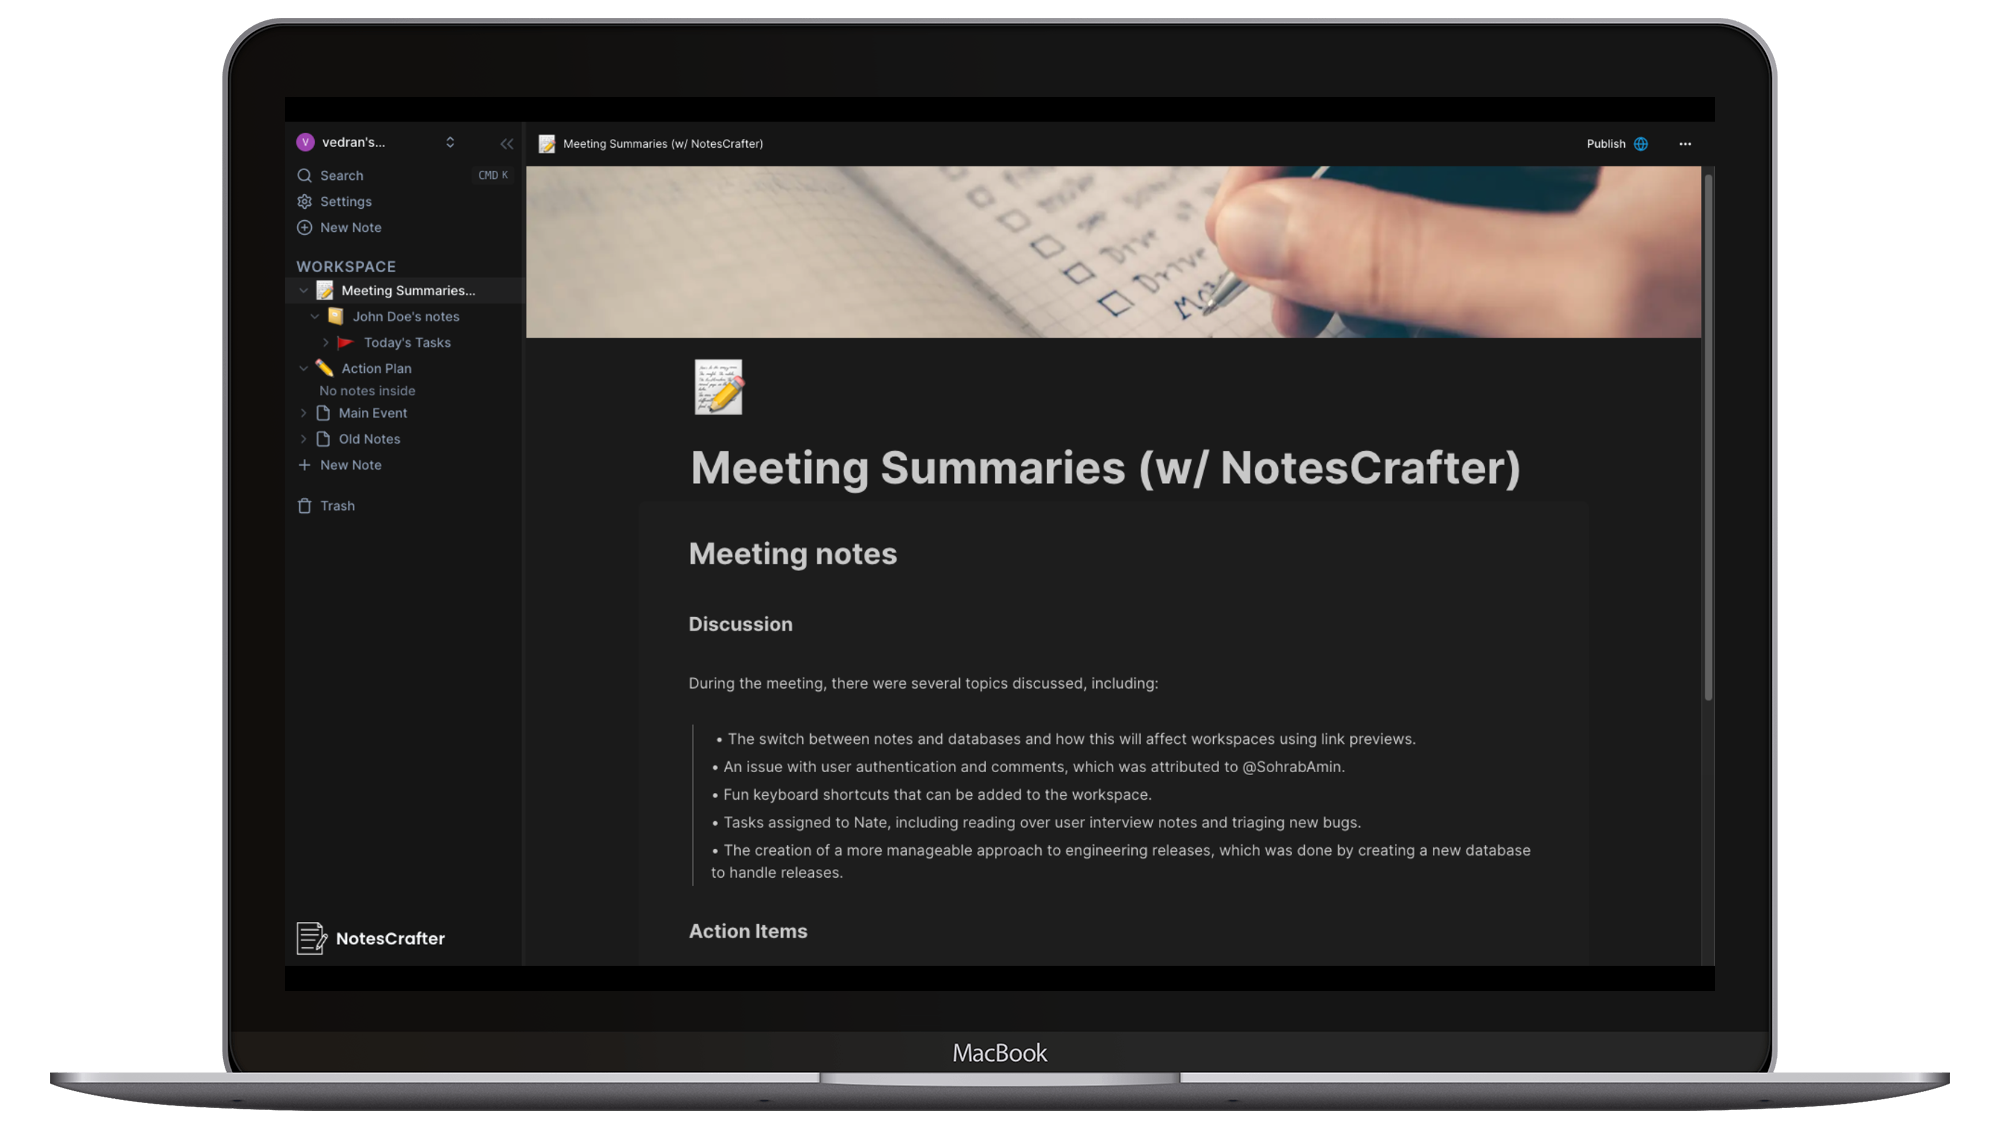 V vedran's...
Search CMD K
Settings
New Note
WORKSPACE
Meeting Summaries...
John Doe's notes
Today's Tasks
Action Plan
No notes inside
Main Event
Old Notes
New Note
Trash
NotesCrafter
Meeting Summaries (w/ NotesCrafter)
Publish
Drive
Drive
Meeting Summaries (w/ NotesCrafter)
Meeting notes
Discussion
During the meeting, there were several topics discussed, including:
• The switch between notes and databases and how this will affect workspaces using link previews.
• An issue with user authentication and comments, which was attributed to @SohrabAmin.
• Fun keyboard shortcuts that can be added to the workspace.
• Tasks assigned to Nate, including reading over user interview notes and triaging new bugs.
• The creation of a more manageable approach to engineering releases, which was done by creating a new database
to handle releases.
Action Items
MacBook